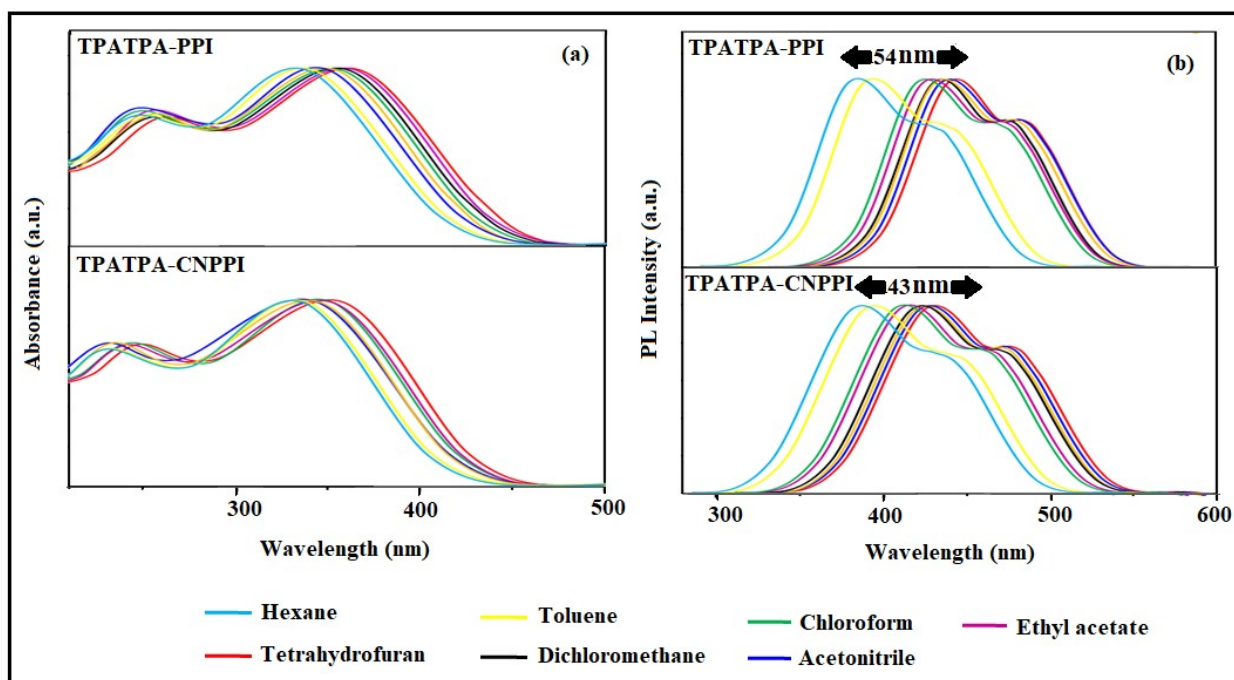 TPATPA-PPI
(a)
TPATPA-CNPPI
Absorbance (a.u.)
300
400
500
Wavelength (nm)
TPATPA-PPI
54nm
(b)
TPATPA-CNPPI
43nm
PL Intensity (a.u.)
300
400
500
600
Wavelength (nm)
Hexane
Toluene
Chloroform
Ethyl acetate
Tetrahydrofuran
Dichloromethane
Acetonitrile